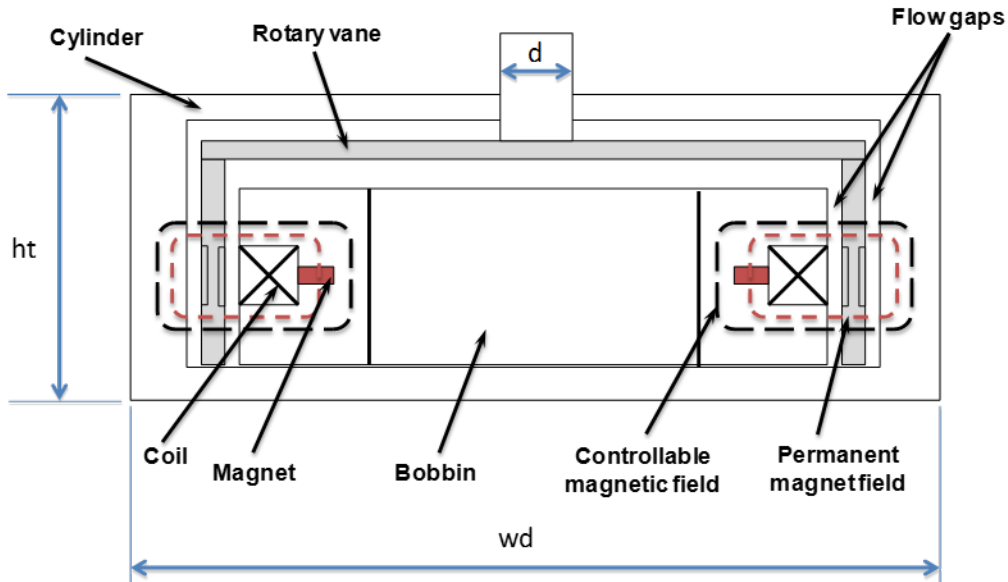 Flow gaps
Cylinder
Rotary vane
d
ht
Coil
Magnet
Bobbin
Controllable
magnetic field
Permanent
magnet field
wd